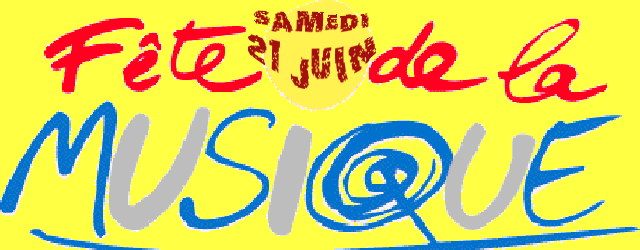 SAMEDI
21 JUIN
Fête de la
MUSIQUE